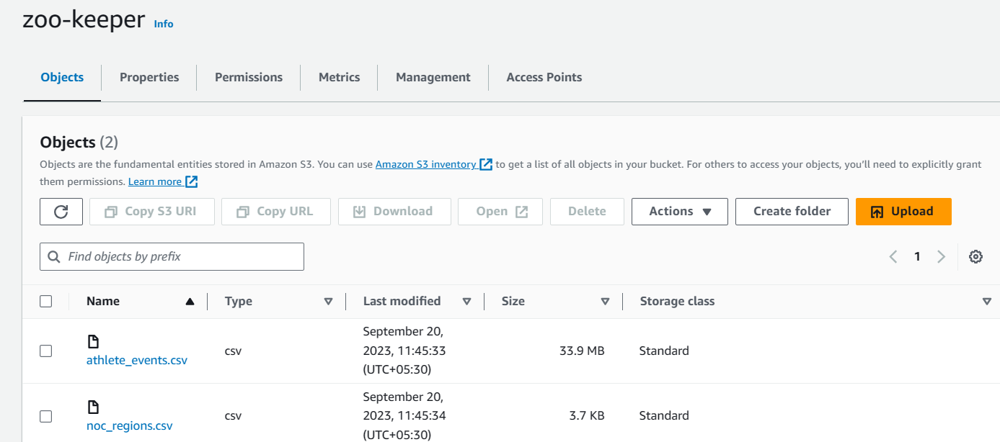 zoo-keeper Info
Objects Properties Permissions Metrics Management Access Points
Objects (2)
Objects are the fundamental entities stored in Amazon S3. You can use Amazon S3 inventory to get a list of all objects in your bucket. For others to access your objects, you'll need to explicitly grant
them permissions. Learn more
Copy S3 URI Copy URL Download Open Delete Actions Create folder Upload
Find objects by prefix 1
Name Type Last modified Size Storage class
athlete_events.csv csv September 20, 2023, 11:45:33 (UTC+05:30) 33.9 MB Standard
noc_regions.csv csv September 20, 2023, 11:45:34 (UTC+05:30) 3.7 KB Standard